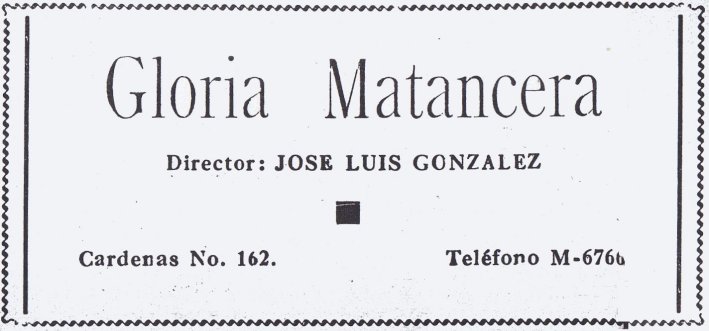 Gloria Matancera
Director: JOSE LUIS GONZALEZ
Cardenas No. 162.
Teléfono M-6766